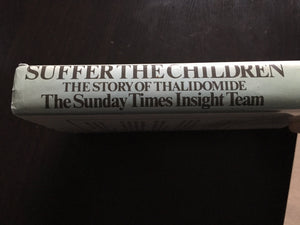 SUFFER THE CHILDREN
THE STORY OF THALIDOMIDE
The Sunday Times Insight Team